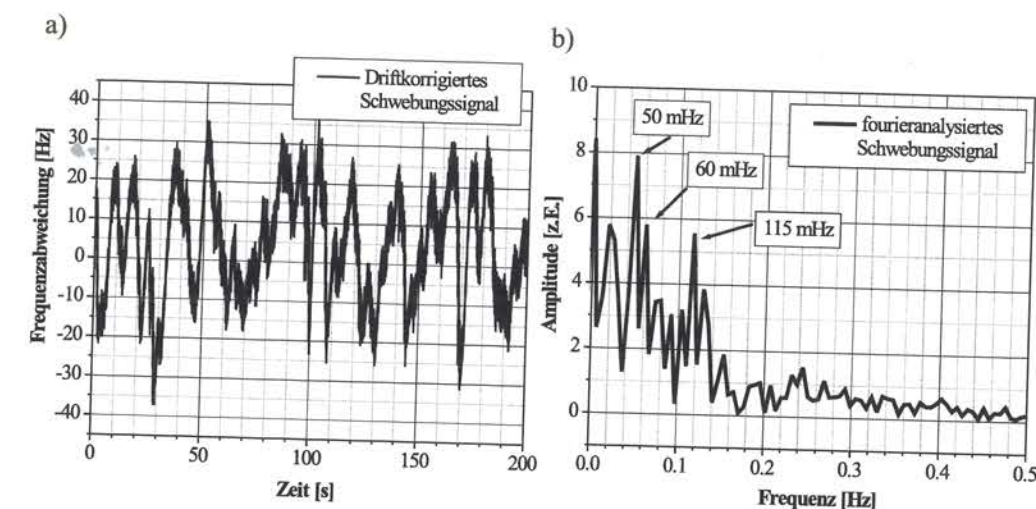 a)
Driftkorrigiertes
Schwebungssignal
Frequenzabweichung [Hz]
40
30
20
10
0
-10
-20
-30
-40
0
50
100
150
200
Zeit [s]
b)
50 mHz
60 mHz
115 mHz
fourieranalysiertes
Schwebungssignal
Amplitude [z.E.]
10
8
6
4
2
0
0.0
0.1
0.2
0.3
0.4
0.5
Frequenz [Hz]